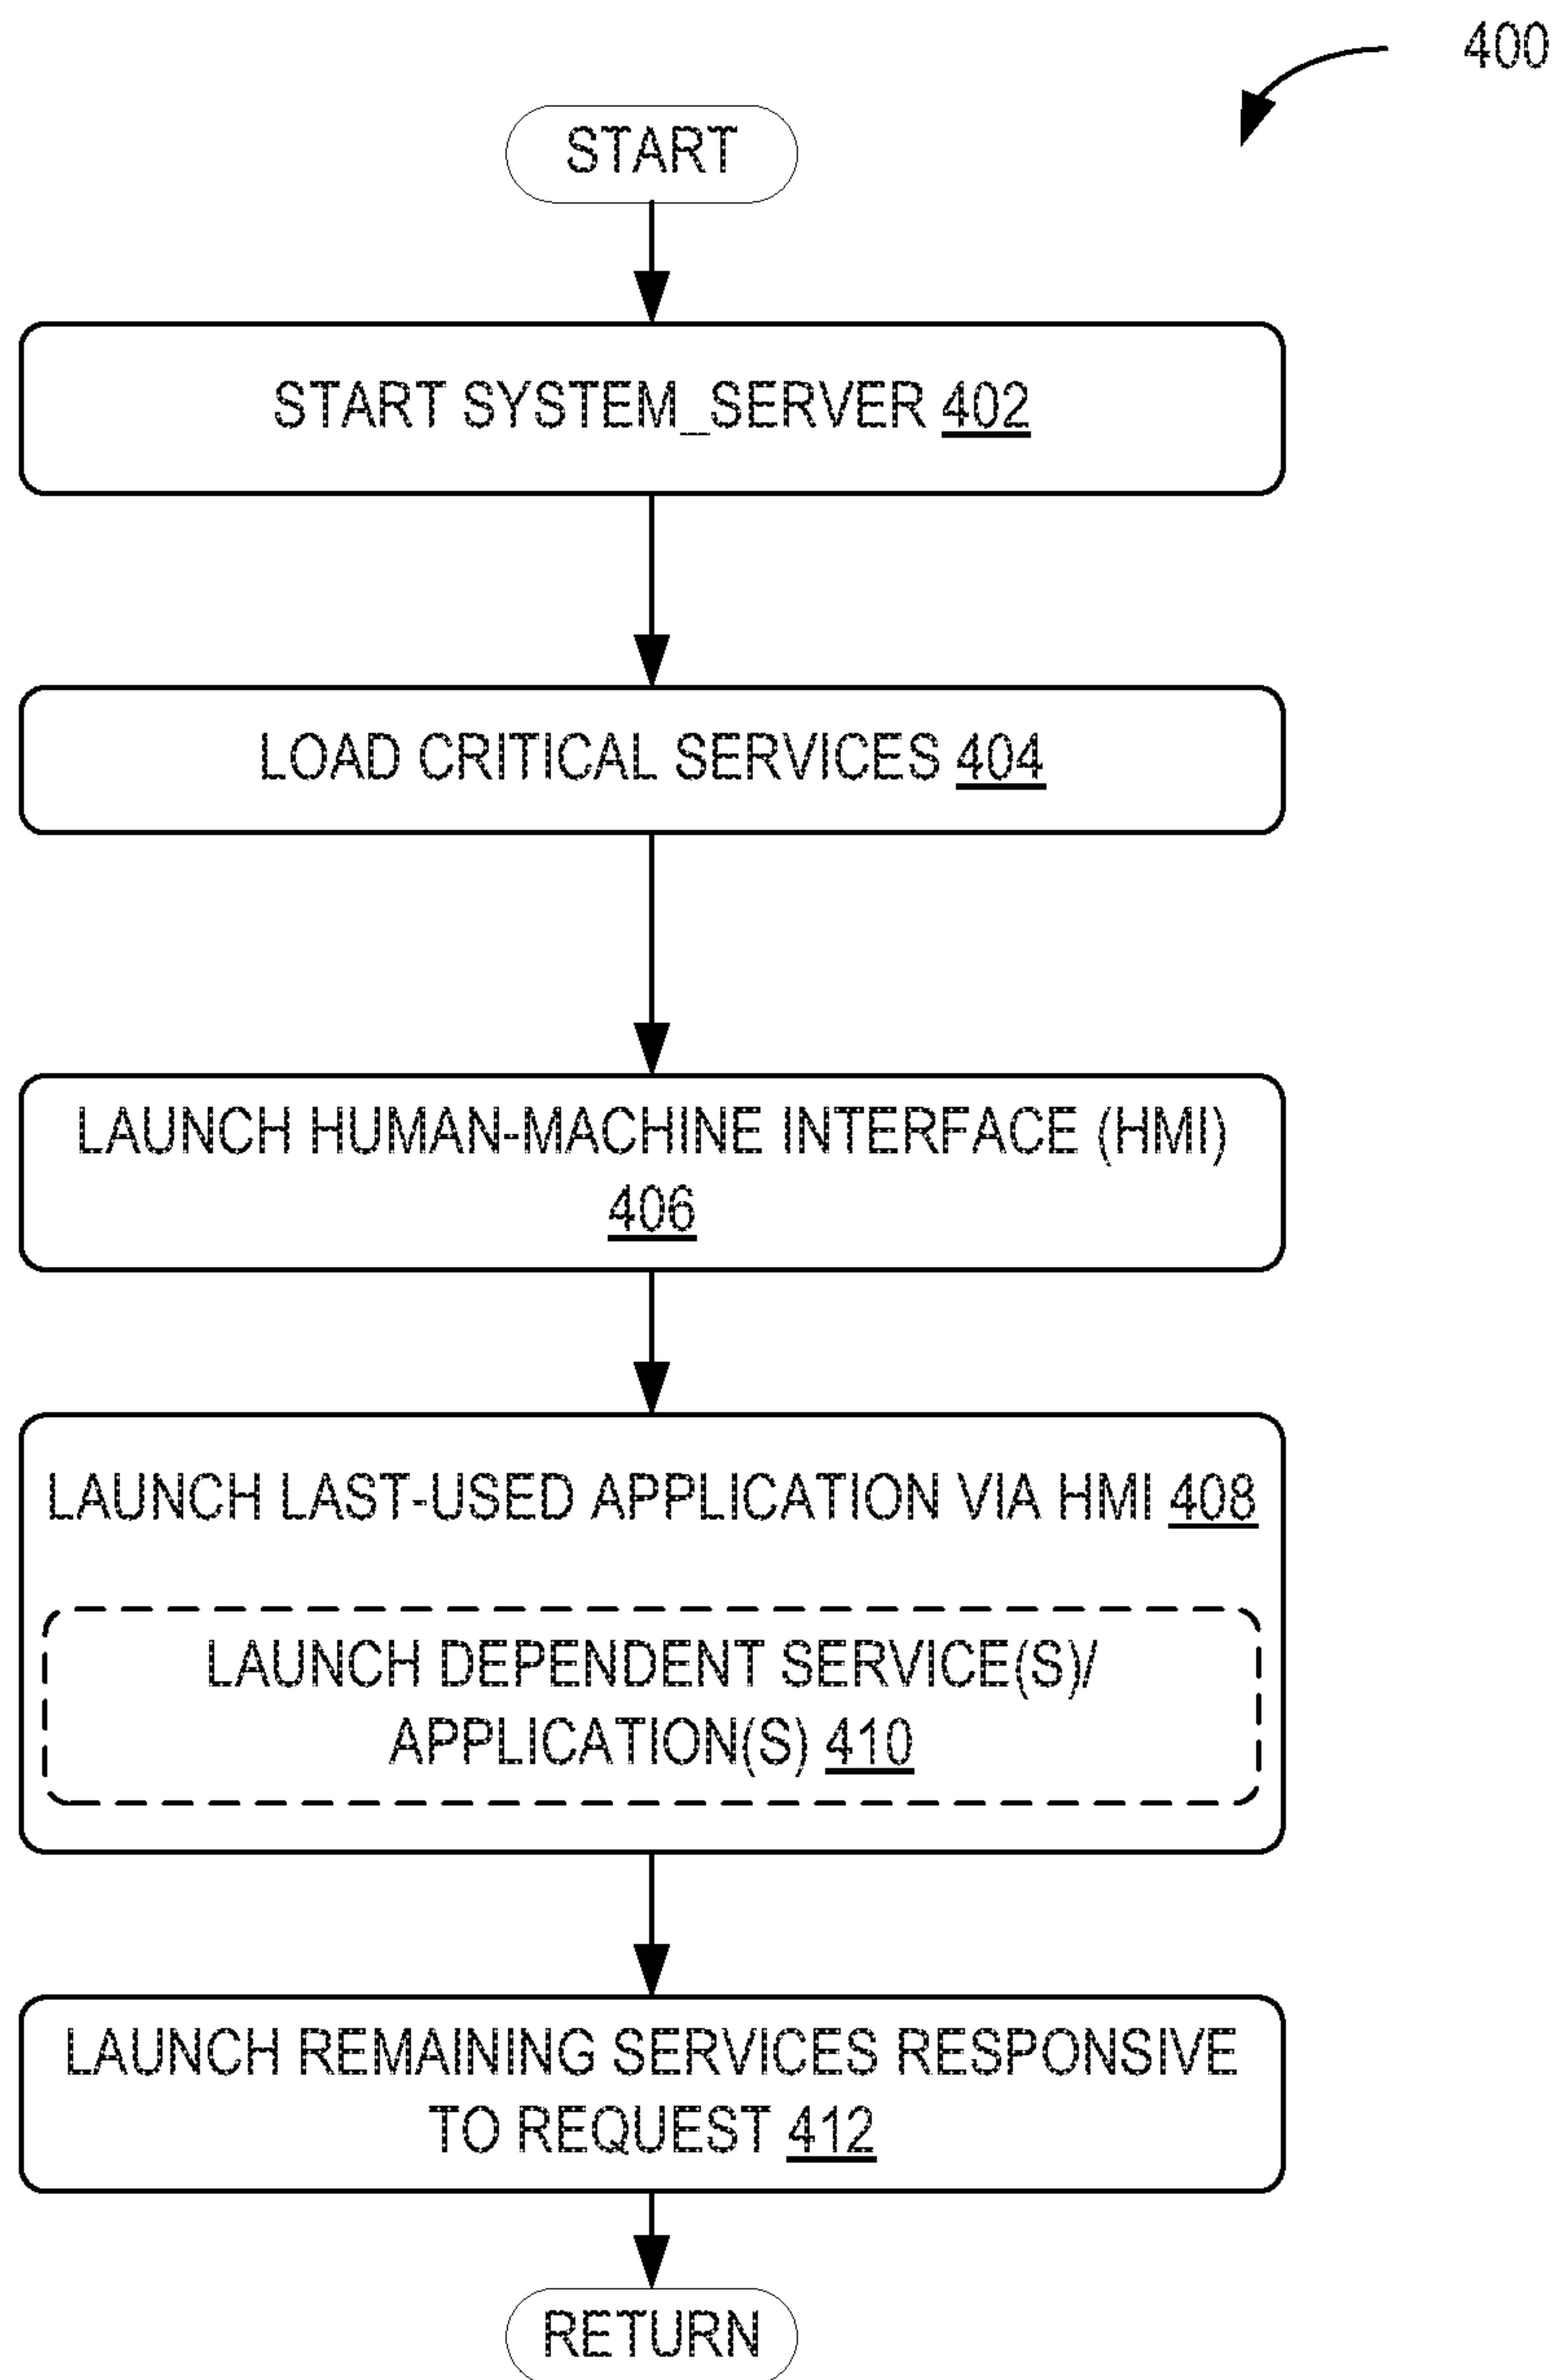 400
START
START SYSTEM_SERVER 402
LOAD CRITICAL SERVICES 404
LAUNCH HUMAN-MACHINE INTERFACE (HMI)
406
LAUNCH LAST-USED APPLICATION VIA HMI 408
LAUNCH DEPENDENT SERVICE(S)/
APPLICATION(S) 410
LAUNCH REMAINING SERVICES RESPONSIVE
TO REQUEST 412
RETURN